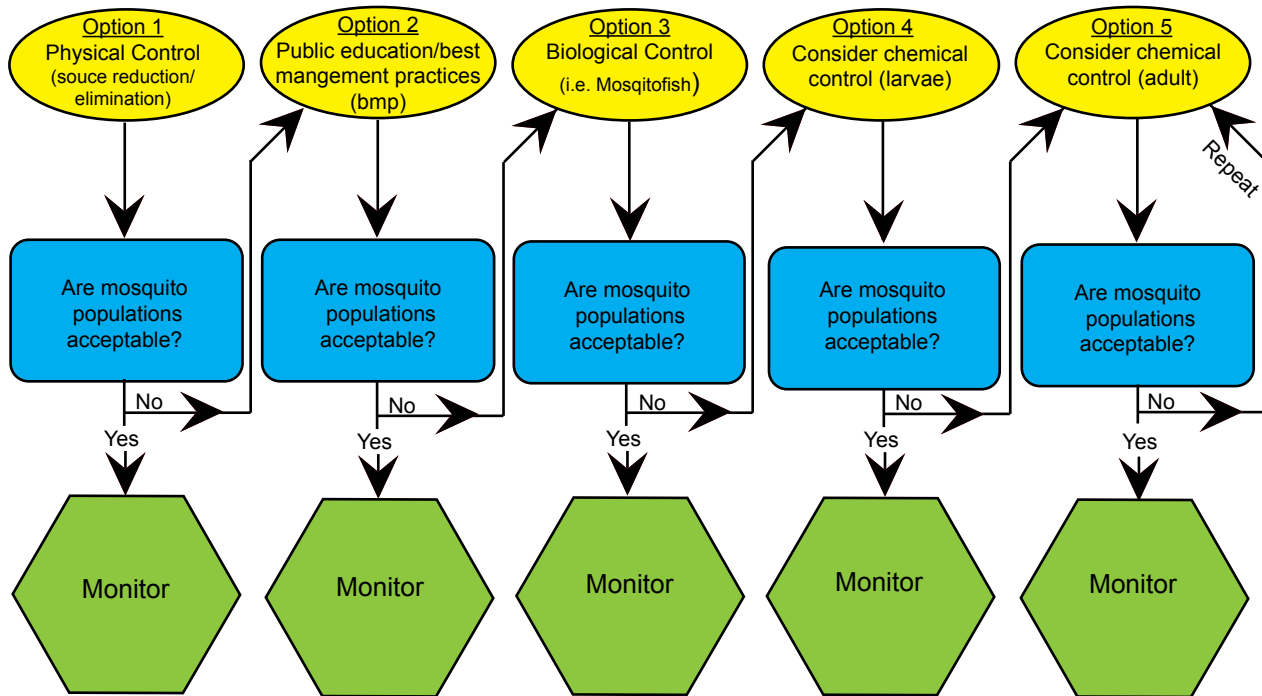 Option 1
Physical Control
(souce reduction/
elimination)
Option 2
Public education/best
mangement practices
(bmp)
Option 3
Biological Control
(i.e. Mosqitofish)
Option 4
Consider chemical
control (larvae)
Option 5
Consider chemical
control (adult)
Repeat
Are mosquito
populations
acceptable?
Are mosquito
populations
acceptable?
Are mosquito
populations
acceptable?
Are mosquito
populations
acceptable?
Are mosquito
populations
acceptable?
No
No
No
No
No
Yes
Yes
Yes
Yes
Yes
Monitor
Monitor
Monitor
Monitor
Monitor